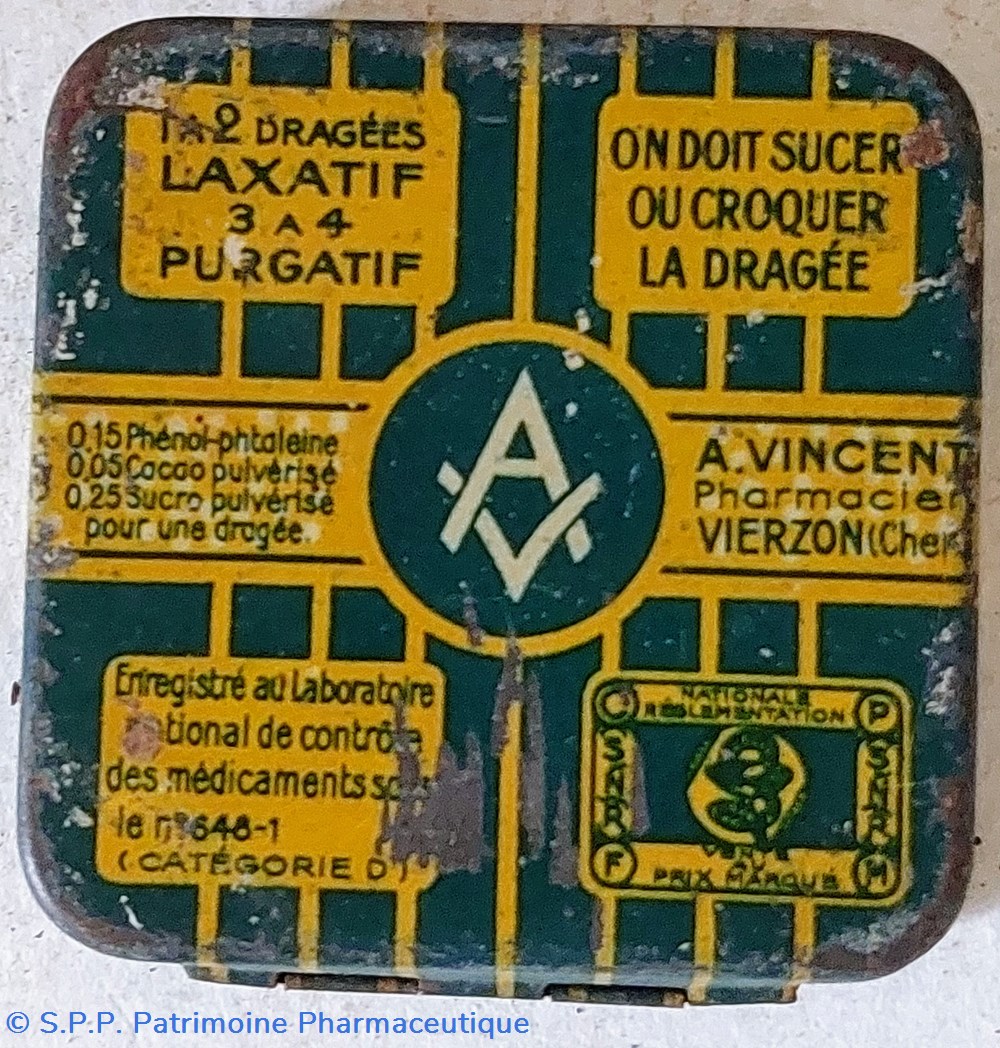 1 A 2 DRAGÉES
LAXATIF
3 A 4
PURGATIF
ON DOIT SUCER
OU CROQUER
LA DRAGÉE
0,15 Phénol-phtaleine
0,05 Cacao pulvérisé
0,25 Sucre pulvérisé
pour une dragée.
AV
A. VINCENT
Pharmacien
VIERZON (Cher)
Enregistré au Laboratoire
national de contrôle
des médicaments sous
le n° 648-1
(CATÉGORIE D)
NATIONALE
RÉGLEMENTATION
P
F
M
VENUE
PRIX MARQUÉ
© S.P.P. Patrimoine Pharmaceutique